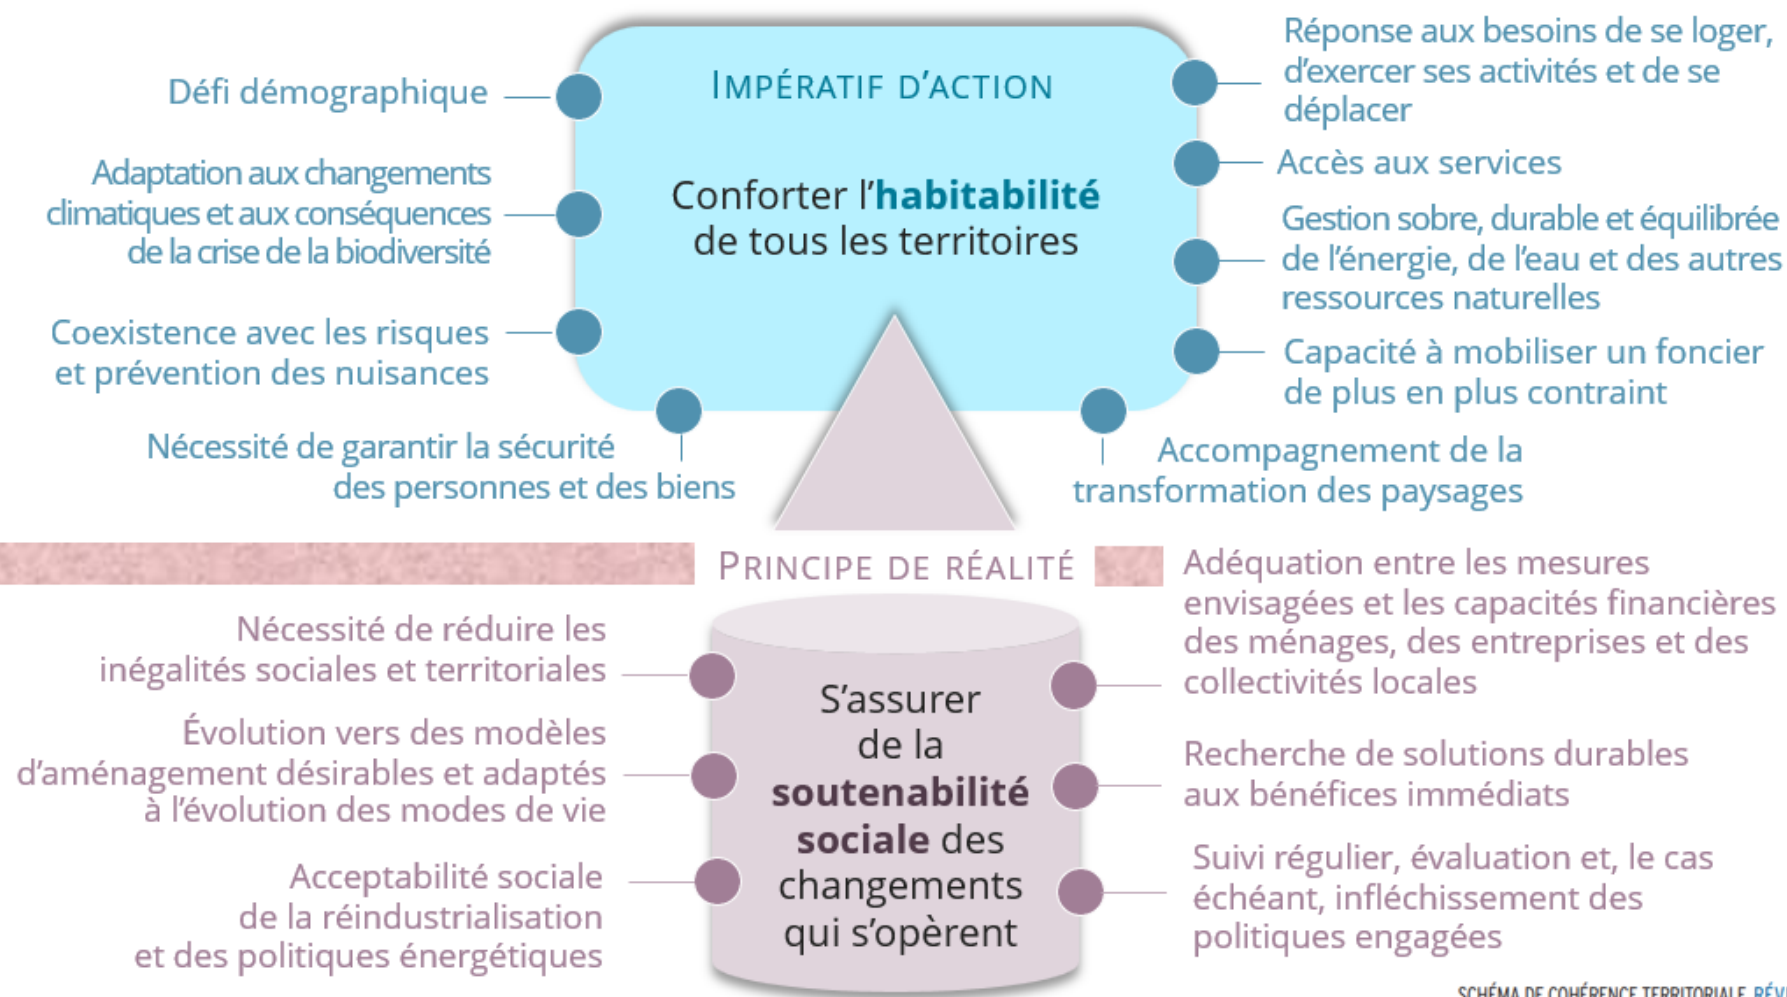 IMPÉRATIF D'ACTION
Conforter l'habitabilité
de tous les territoires
Défi démographique
Adaptation aux changements
climatiques et aux conséquences
de la crise de la biodiversité
Coexistence avec les risques
et prévention des nuisances
Nécessité de garantir la sécurité
des personnes et des biens
Réponse aux besoins de se loger,
d'exercer ses activités et de se
déplacer
Accès aux services
Gestion sobre, durable et équilibrée
de l'énergie, de l'eau et des autres
ressources naturelles
Capacité à mobiliser un foncier
de plus en plus contraint
Accompagnement de la
transformation des paysages
PRINCIPE DE RÉALITÉ
S'assurer
de la
soutenabilité
sociale des
changements
qui s'opèrent
Nécessité de réduire les
inégalités sociales et territoriales
Évolution vers des modèles
d'aménagement désirables et adaptés
à l'évolution des modes de vie
Acceptabilité sociale
de la réindustrialisation
et des politiques énergétiques
Adéquation entre les mesures
envisagées et les capacités financières
des ménages, des entreprises et des
collectivités locales
Recherche de solutions durables
aux bénéfices immédiats
Suivi régulier, évaluation et, le cas
échéant, infléchissement des
politiques engagées
SCHÉMA DE COHÉRENCE TERRITORIALE